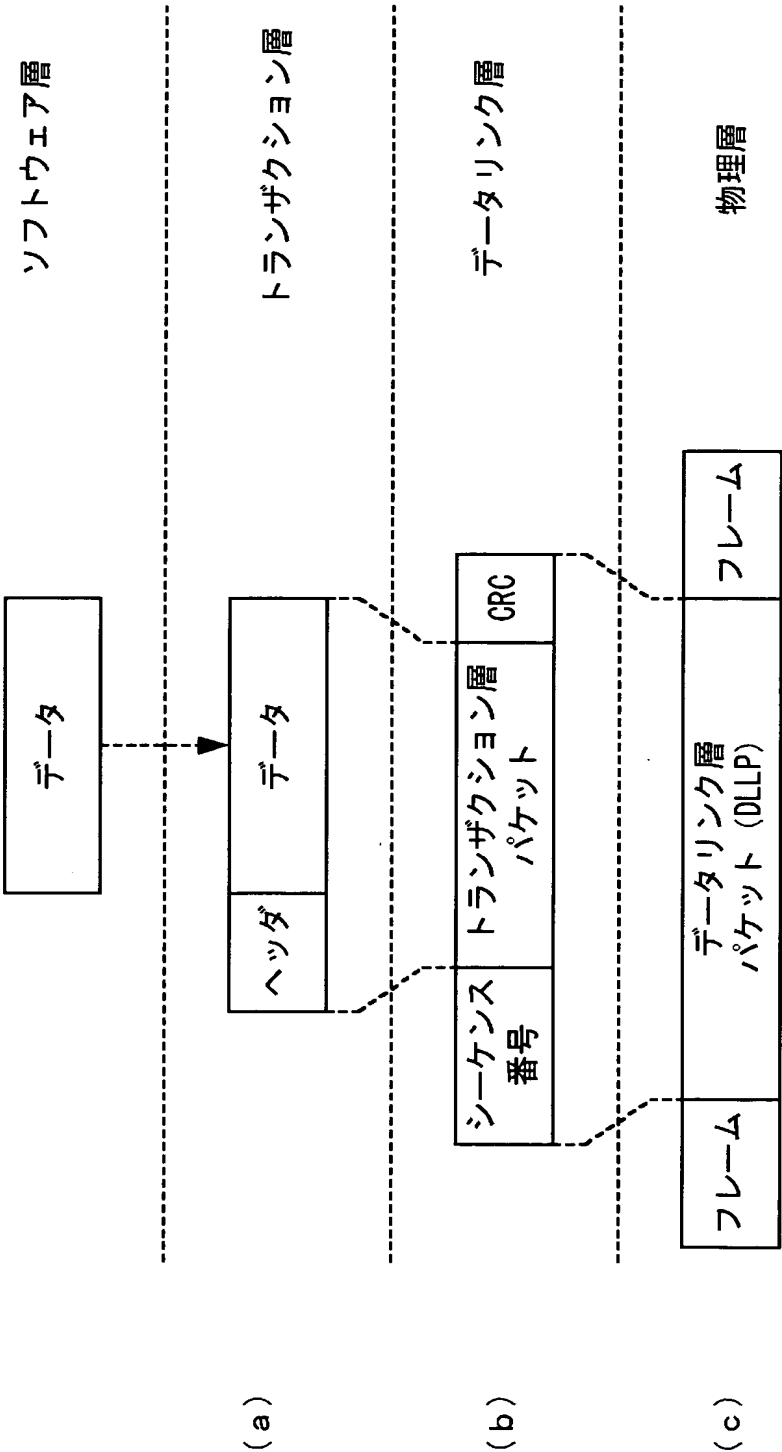 ソフトウェア層
データ
トランザクション層
(a)
ヘッダ
データ
データリンク層
(b)
シーケンス
番号
トランザクション層
パケット
CRC
物理層
(c)
フレーム
データリンク層
パケット (DLLP)
フレーム